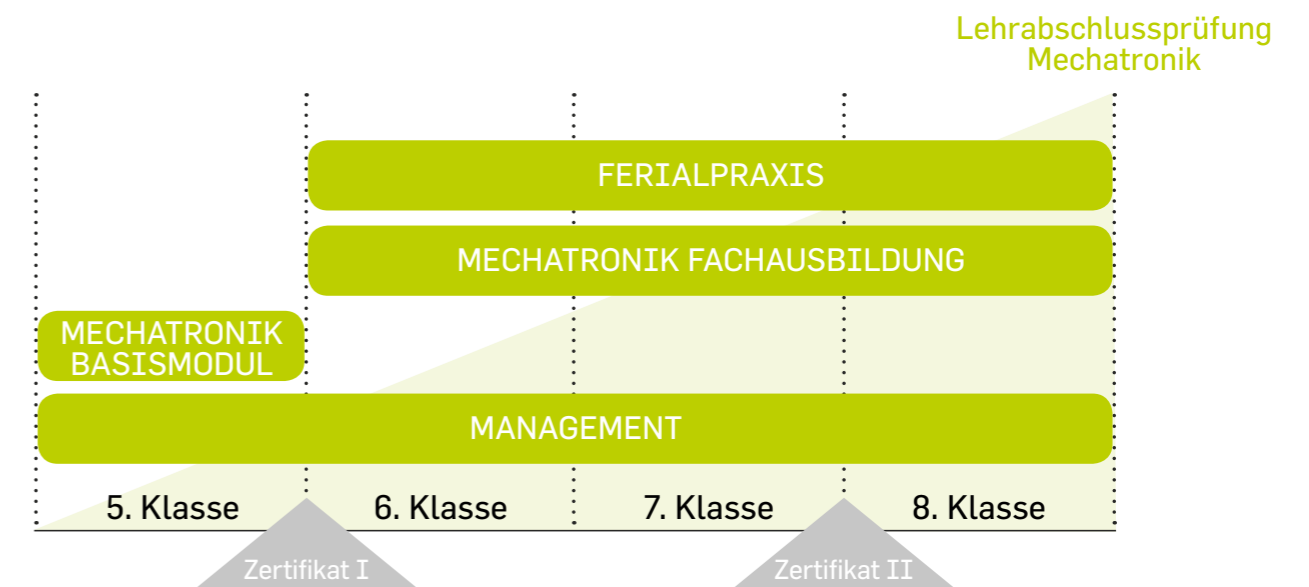 Lehrabschlussprüfung
Mechatronik
FERIALPRAXIS
MECHATRONIK FACHAUSBILDUNG
MECHATRONIK
BASISMODUL
MANAGEMENT
5. Klasse
6. Klasse
7. Klasse
8. Klasse
Zertifikat I
Zertifikat II